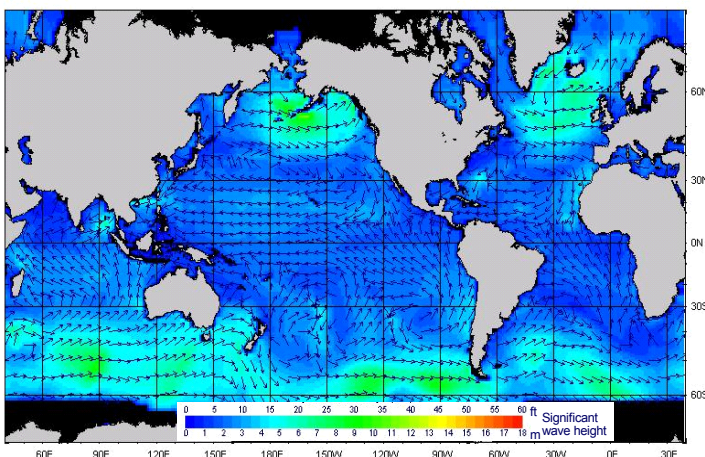 60N
30N
0N
30S
60S
0 5 10 15 20 25 30 35 40 45 50 55 60 ft Significant
0 1 2 3 4 5 6 7 8 9 10 11 12 13 14 15 16 17 18 m wave height
60E 90E 120E 150E 180E 150W 120W 90W 60W 30W 0E 30E